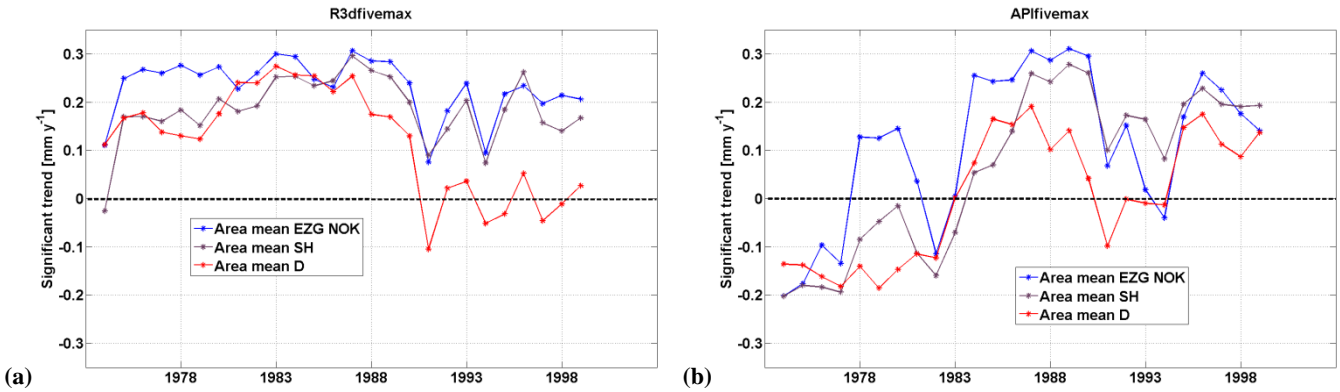 R3dfivemax
Significant trend [mm y⁻¹]
0.3
0.2
0.1
0
-0.1
-0.2
-0.3
Area mean EZG NOK
Area mean SH
Area mean D
1978
1983
1988
1993
1998
(a)
APIfivemax
Significant trend [mm y⁻¹]
0.3
0.2
0.1
0
-0.1
-0.2
-0.3
Area mean EZG NOK
Area mean SH
Area mean D
1978
1983
1988
1993
1998
(b)